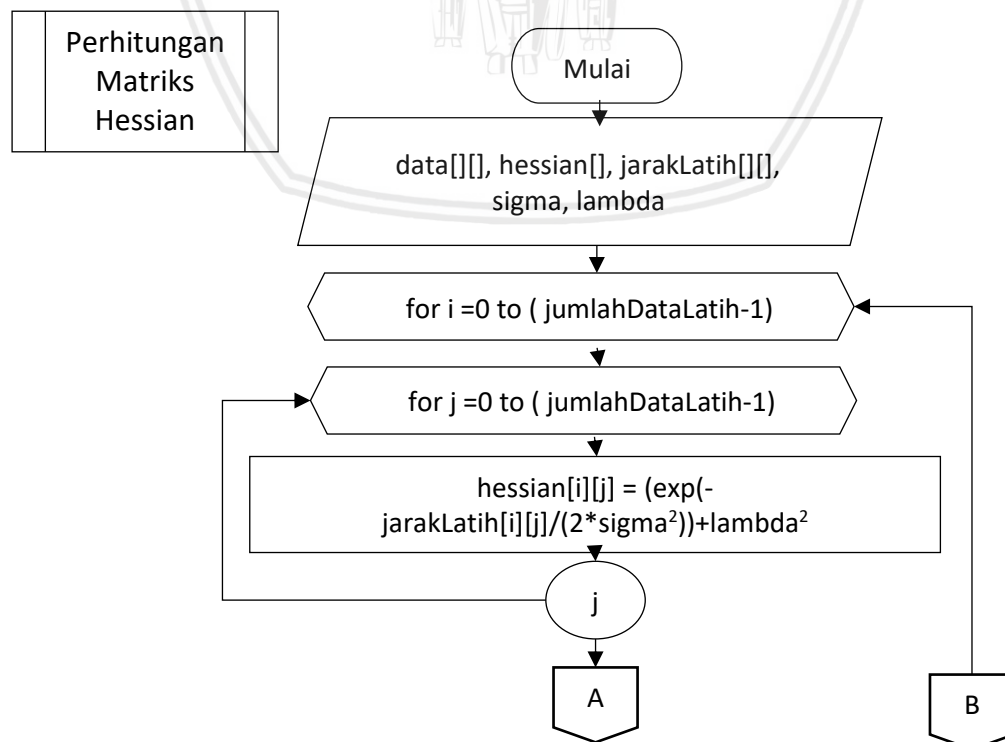 Perhitungan
Matriks
Hessian
Mulai
data[][], hessian[], jarakLatih[][],
sigma, lambda
for i =0 to ( jumlahDataLatih-1)
for j =0 to ( jumlahDataLatih-1)
hessian[i][j] = (exp(-
jarakLatih[i][j]/(2*sigma²))+lambda²
j
A
B